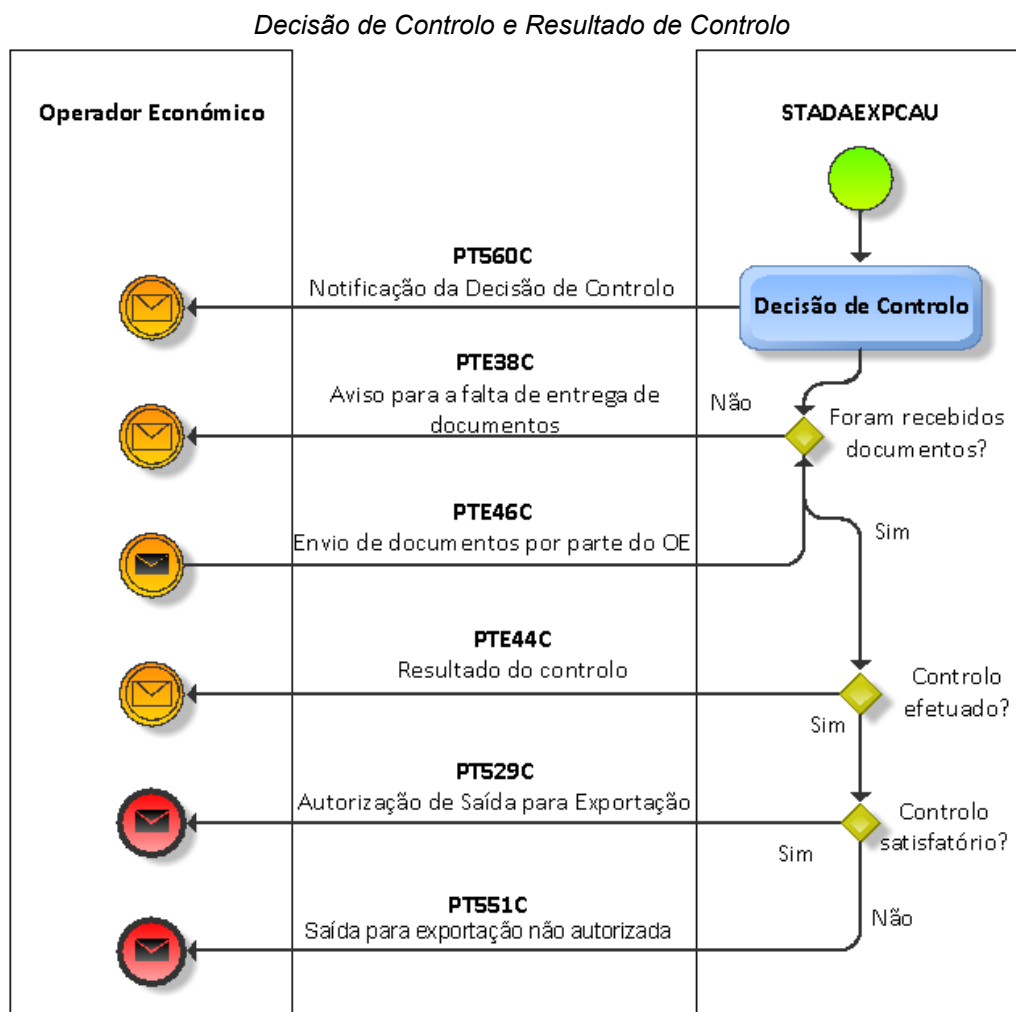 Decisão de Controlo e Resultado de Controlo
Operador Económico
STADAEXPCAU
PT560C
Notificação da Decisão de Controlo
Decisão de Controlo
PTE38C
Aviso para a falta de entrega de
documentos
Não
Foram recebidos
documentos?
PTE46C
Envio de documentos por parte do OE
Sim
PTE44C
Resultado do controlo
Controlo
efetuado?
Sim
PT529C
Autorização de Saída para Exportação
Controlo
satisfatório?
Sim
PT551C
Saída para exportação não autorizada
Não